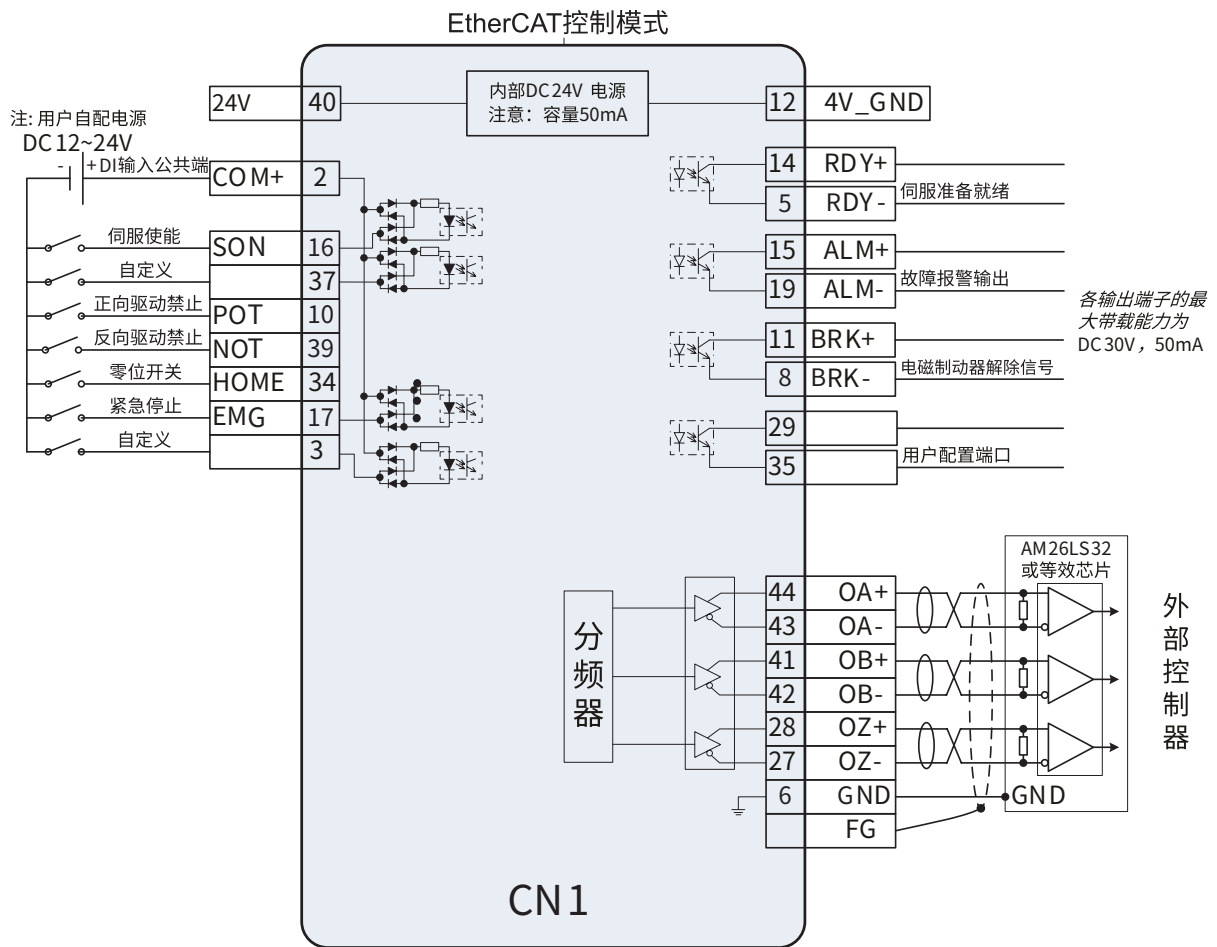 EtherCAT控制模式
24V
40
内部DC24V 电源
注意：容量50mA
12
4V_GND
注: 用户自配电源
DC12~24V
-
+
DI输入公共端
COM+
2
伺服使能
SON
16
自定义
37
正向驱动禁止
POT
10
反向驱动禁止
NOT
39
零位开关
HOME
34
紧急停止
EMG
17
自定义
3
14
RDY+
5
RDY-
伺服准备就绪
15
ALM+
19
ALM-
故障报警输出
11
BRK+
8
BRK-
电磁制动器解除信号
29
35
用户配置端口
各输出端子的最
大带载能力为
DC30V，50mA
分频器
44
OA+
43
OA-
41
OB+
42
OB-
28
OZ+
27
OZ-
6
GND
FG
AM26LS32
或等效芯片
GND
外部控制器
CN1